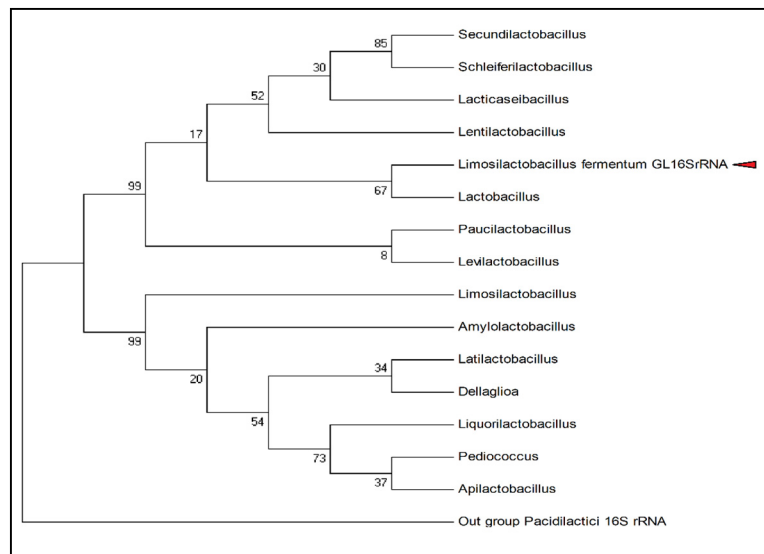 Secundilactobacillus
85
Schleiferilactobacillus
30
Lacticaseibacillus
52
Lentilactobacillus
17
Limosilactobacillus fermentum GL16SrRNA
67
Lactobacillus
99
Paucilactobacillus
8
Levilactobacillus
Limosilactobacillus
99
Amylolactobacillus
20
Latilactobacillus
34
Dellaglioa
54
Liquorilactobacillus
73
Pediococcus
37
Apilactobacillus
Out group Pacidilactici 16S rRNA